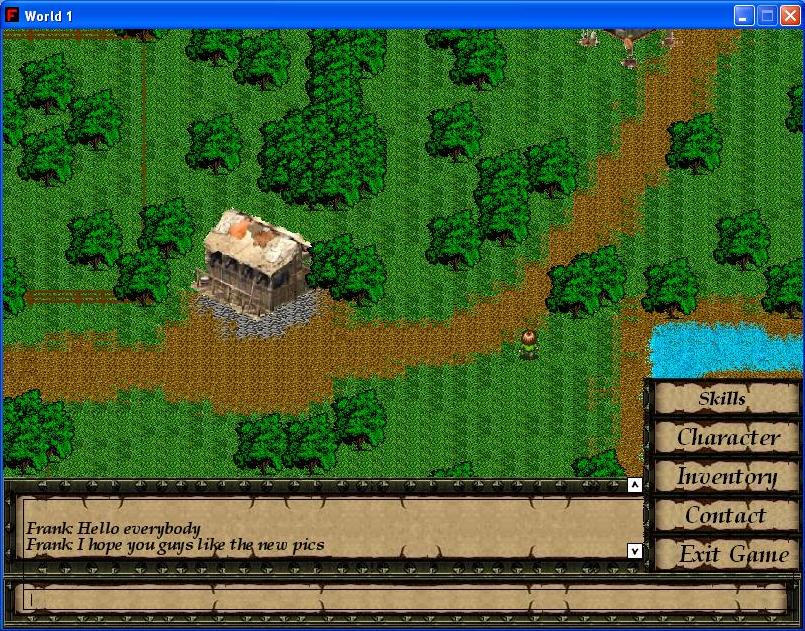 World 1
Skills
Character
Inventory
Contact
Exit Game
Frank: Hello everybody
Frank: I hope you guys like the new pics